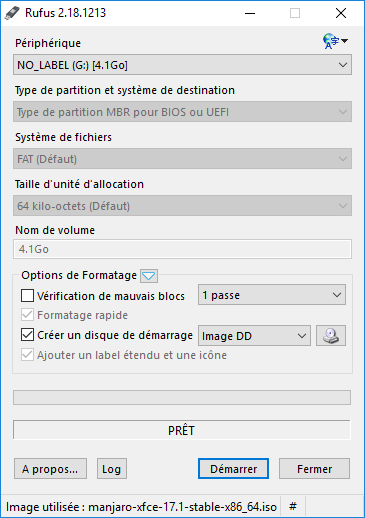 Rufus 2.18.1213
Périphérique
NO_LABEL (G:) [4.1Go]
Type de partition et système de destination
Type de partition MBR pour BIOS ou UEFI
Système de fichiers
FAT (Défaut)
Taille d'unité d'allocation
64 kilo-octets (Défaut)
Nom de volume
4.1Go
Options de Formatage
Vérification de mauvais blocs 1 passe
Formatage rapide
Créer un disque de démarrage Image DD
Ajouter un label étendu et une icône
PRÊT
A propos... Log Démarrer Fermer
Image utilisée : manjaro-xfce-17.1-stable-x86_64.iso #